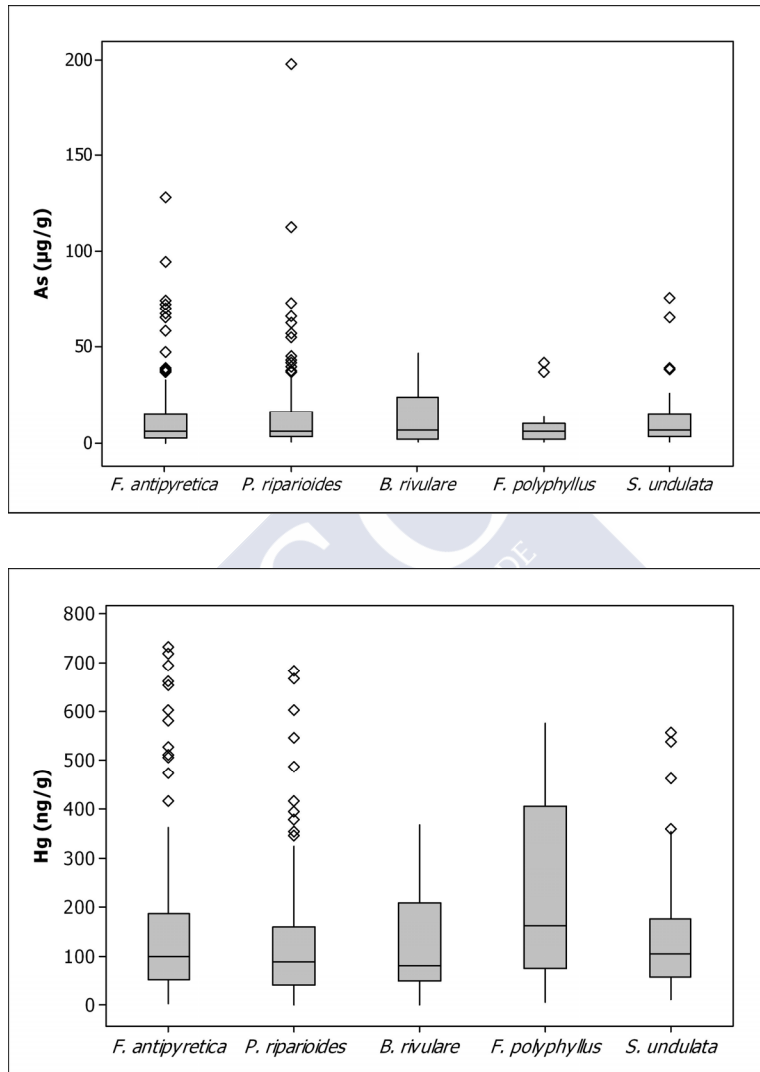 200
150
100
50
0
As (µg/g)
F. antipyretica P. riparioides B. rivulare F. polyphyllus S. undulata
DE
800
700
600
500
400
300
200
100
0
Hg (ng/g)
F. antipyretica P. riparioides B. rivulare F. polyphyllus S. undulata